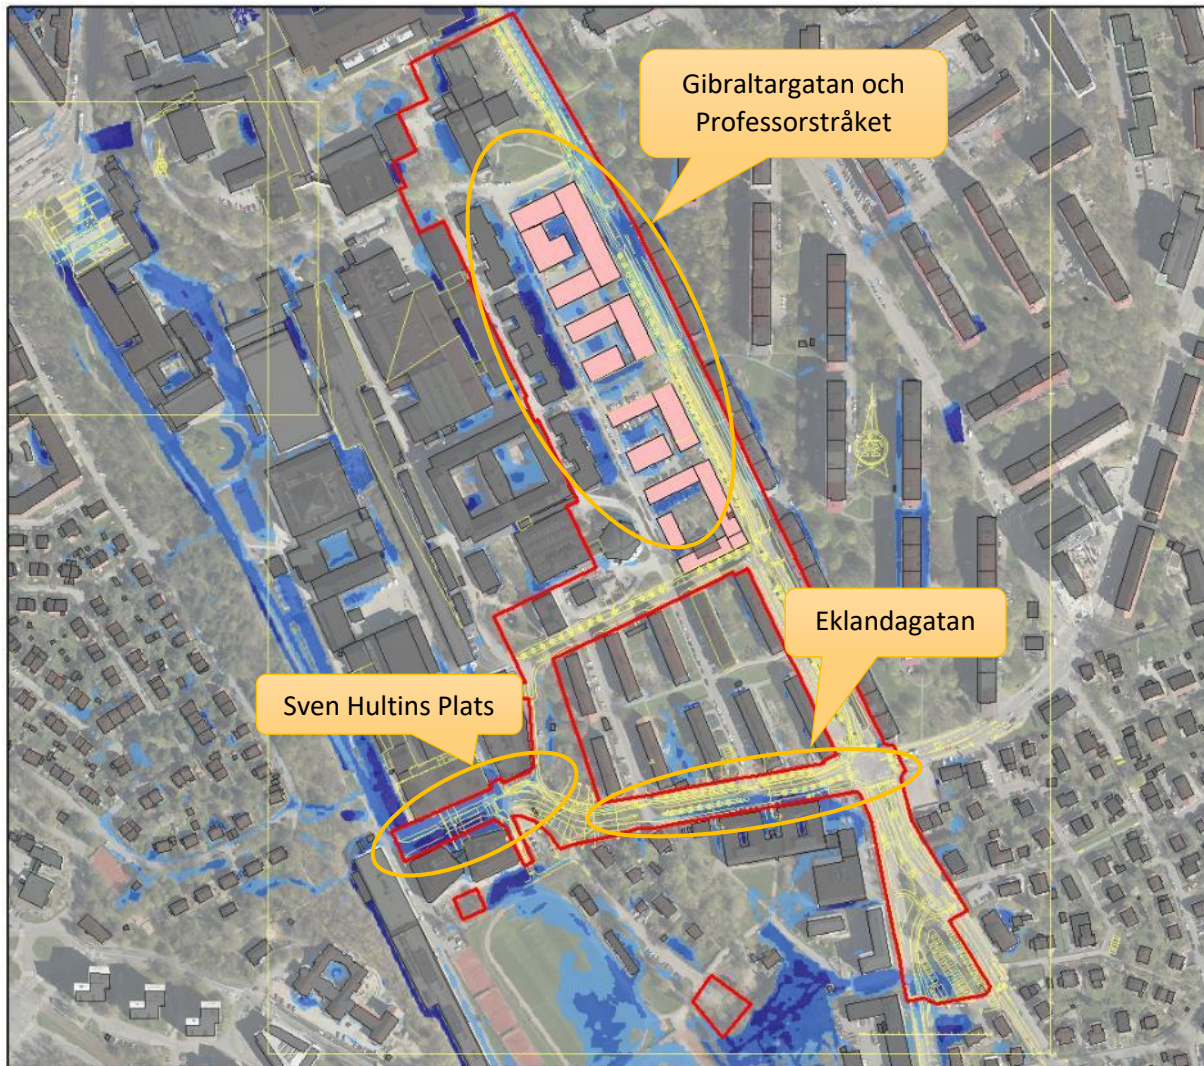 Gibraltargatan och
Professorstråket
Eklandagatan
Sven Hultins Plats